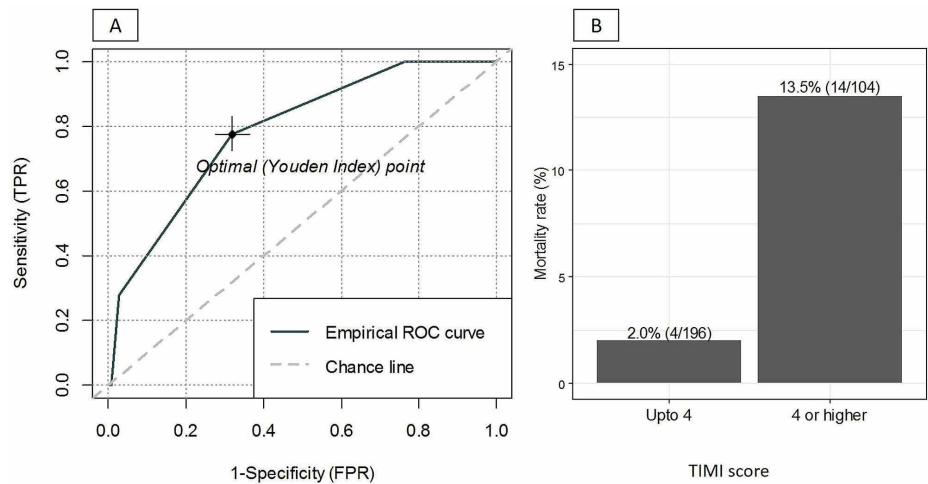 A
1.0
0.8
0.6
0.4
0.2
0.0
Sensitivity (TPR)
Optimal (Youden Index) point
Empirical ROC curve
Chance line
0.0 0.2 0.4 0.6 0.8 1.0
1-Specificity (FPR)
B
15
10
5
0
Mortality rate (%)
13.5% (14/104)
2.0% (4/196)
Upto 4 4 or higher
TIMI score